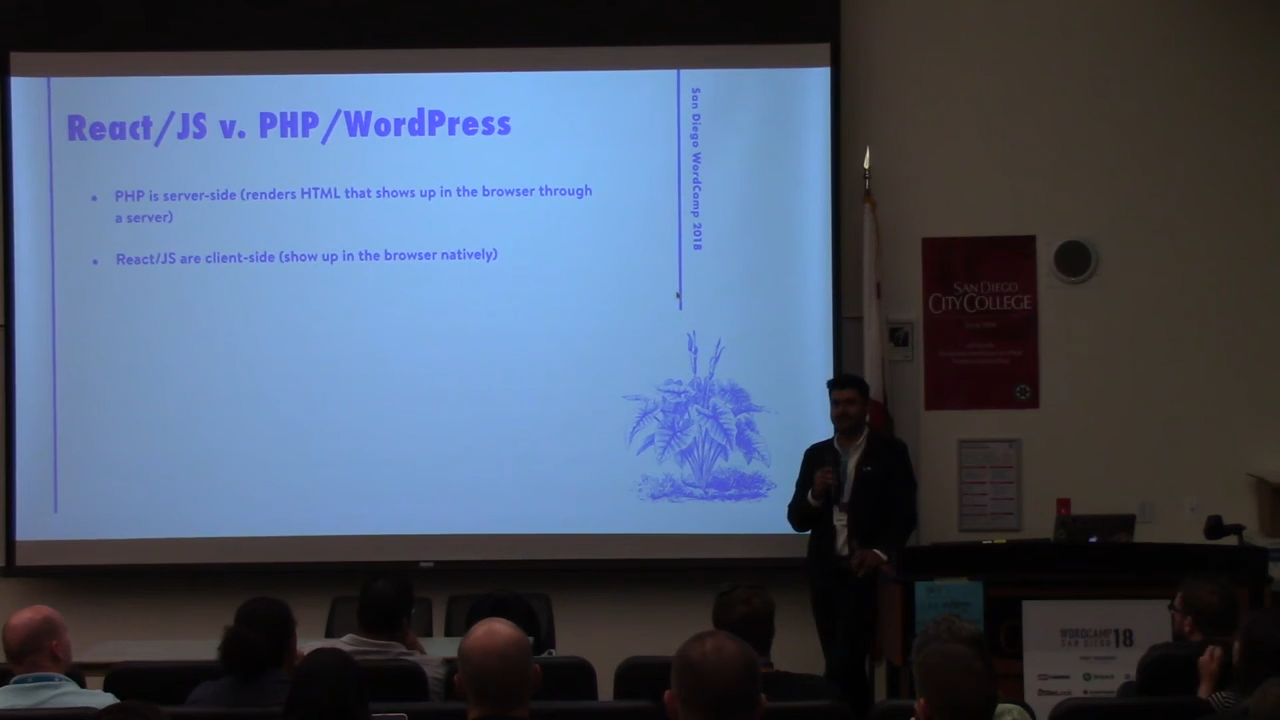 React/JS v. PHP/WordPress
PHP is server-side (renders HTML that shows up in the browser through
a server)
React/JS are client-side (show up in the browser natively)
San Diego WordCamp 2018
SAN DIEGO
CITY COLLEGE
WORDCAMP 18
SAN DIEGO